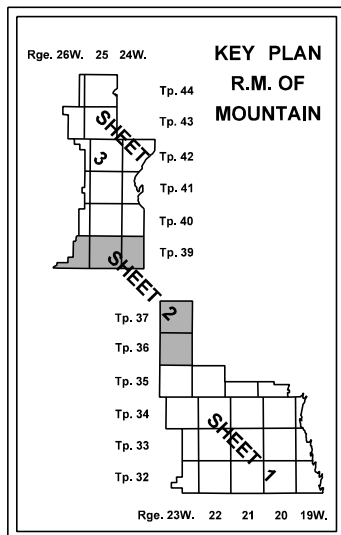 KEY PLAN
R.M. OF
MOUNTAIN
Rge. 26W. 25 24W.
Tp. 44
Tp. 43
Tp. 42
Tp. 41
Tp. 40
Tp. 39
SHEET 3
SHEET 2
Tp. 37
Tp. 36
Tp. 35
Tp. 34
Tp. 33
Tp. 32
SHEET 1
Rge. 23W. 22 21 20 19W.